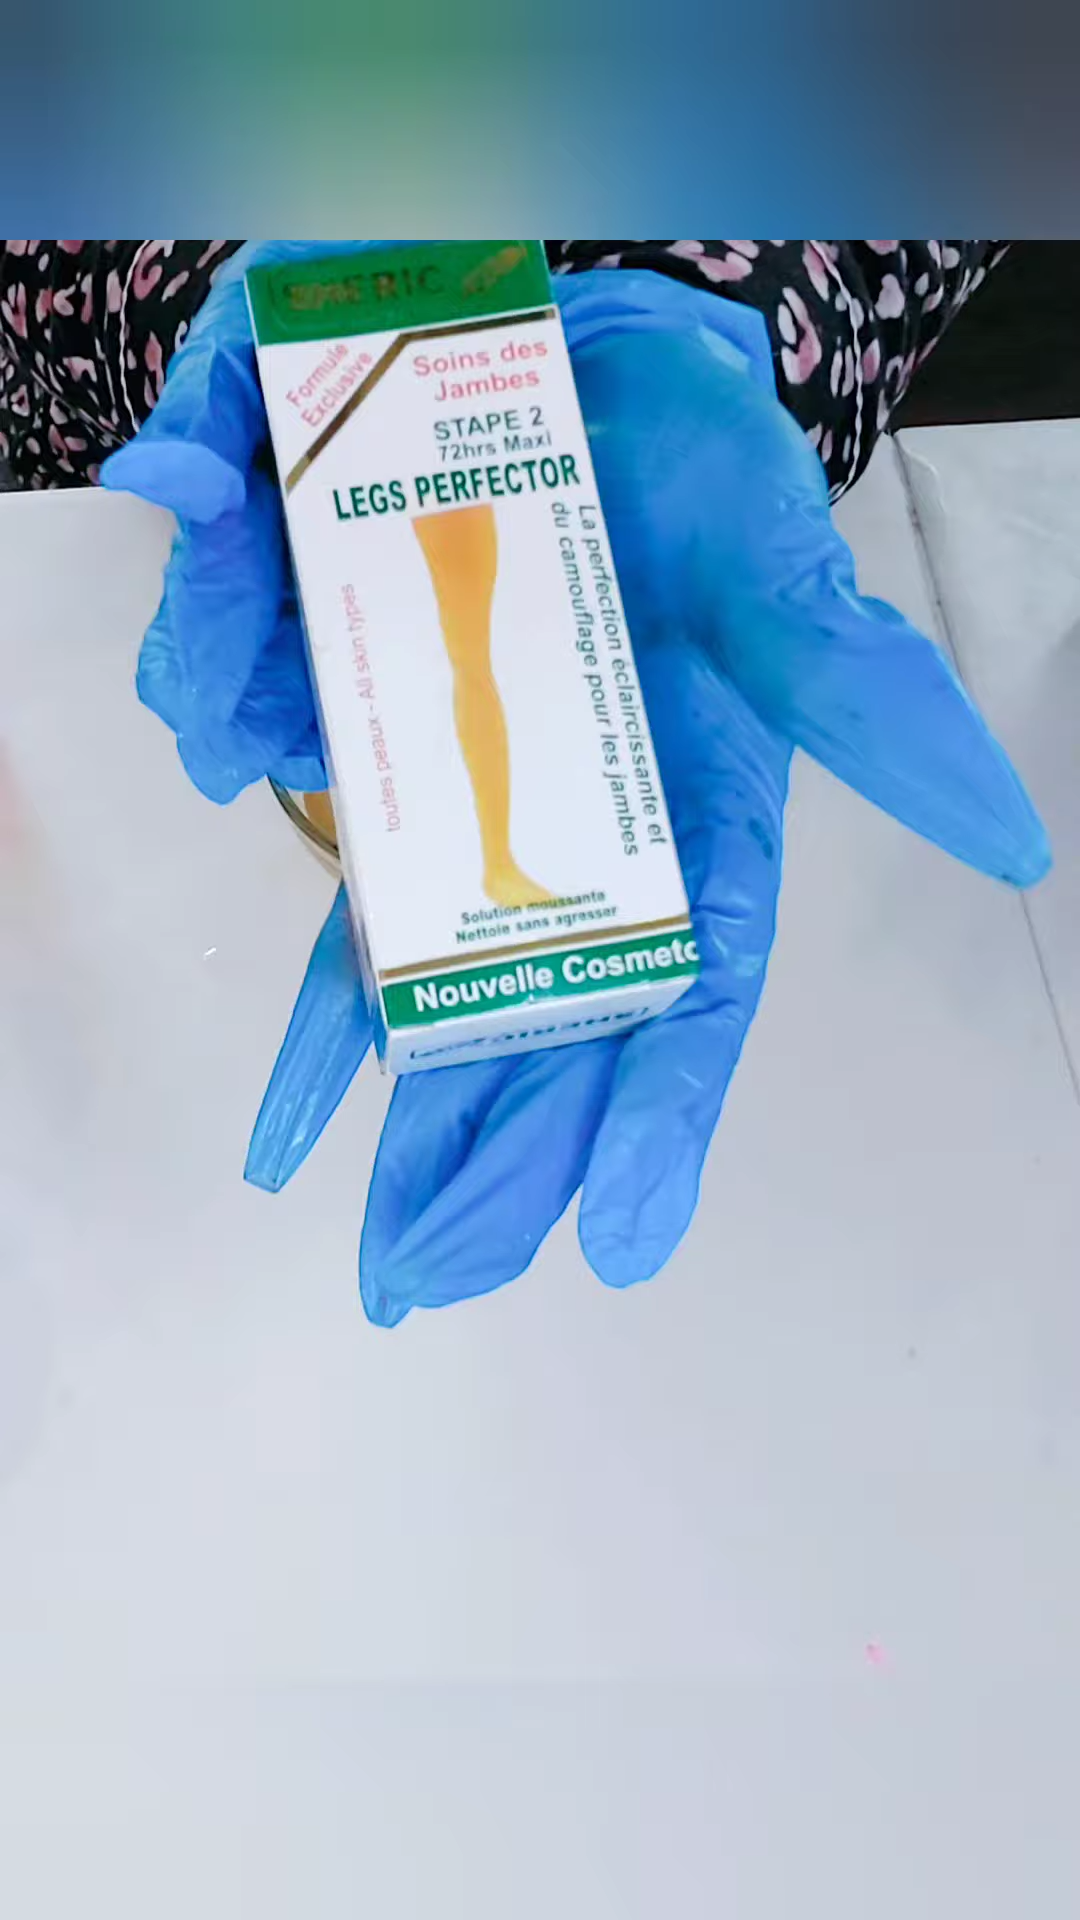 Formule
Exclusive
Soins des
Jambes
STAPE 2
72hrs Maxi
LEGS PERFECTOR
La perfection éclaircissante et
du camouflage pour les jambes
toutes peaux - All skin types
Solution moussante
Nettoie sans agresser
Nouvelle Cosmeto